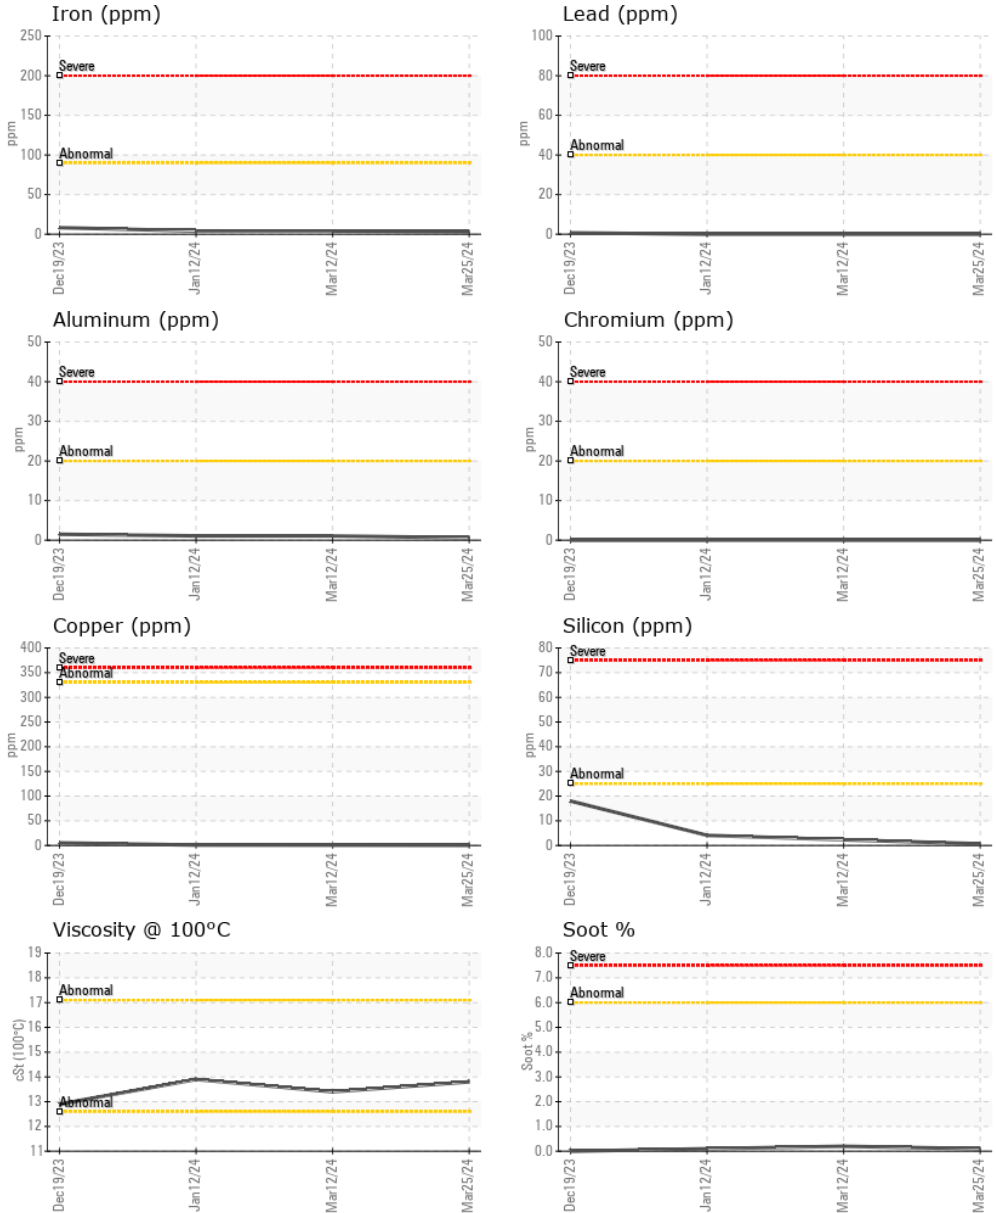 Iron (ppm)
250
200
150
100
50
0
ppm
Severe
Abnormal
Dec19/23
Jan12/24
Mar12/24
Mar25/24
Lead (ppm)
100
80
60
40
20
0
ppm
Severe
Abnormal
Dec19/23
Jan12/24
Mar12/24
Mar25/24
Aluminum (ppm)
50
40
30
20
10
0
ppm
Severe
Abnormal
Dec19/23
Jan12/24
Mar12/24
Mar25/24
Chromium (ppm)
50
40
30
20
10
0
ppm
Severe
Abnormal
Dec19/23
Jan12/24
Mar12/24
Mar25/24
Copper (ppm)
400
350
300
250
200
150
100
50
0
ppm
Severe
Abnormal
Dec19/23
Jan12/24
Mar12/24
Mar25/24
Silicon (ppm)
80
70
60
50
40
30
20
10
0
ppm
Severe
Abnormal
Dec19/23
Jan12/24
Mar12/24
Mar25/24
Viscosity @ 100°C
19
18
17
16
15
14
13
12
11
cSt (100°C)
Abnormal
Abnormal
Dec19/23
Jan12/24
Mar12/24
Mar25/24
Soot %
8.0
7.0
6.0
5.0
4.0
3.0
2.0
1.0
0.0
Soot %
Severe
Abnormal
Dec19/23
Jan12/24
Mar12/24
Mar25/24